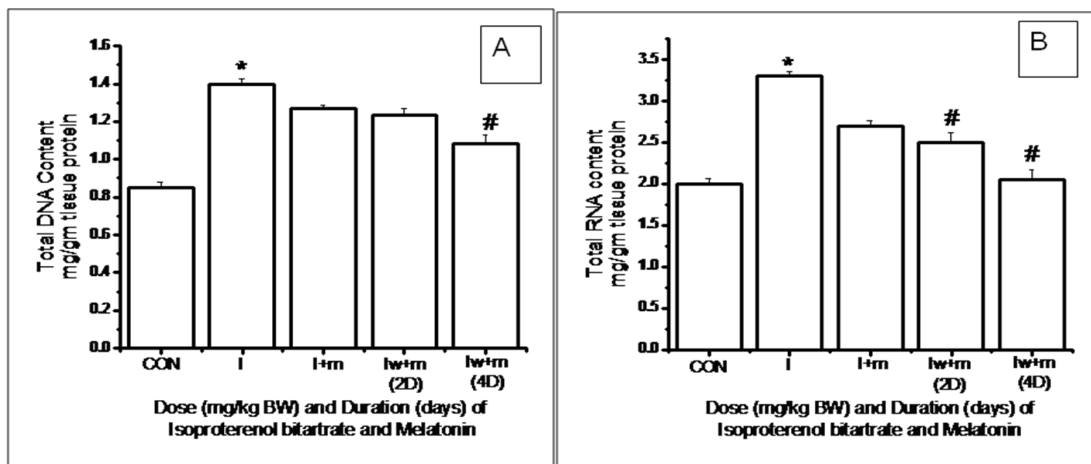 A
Total DNA Content
mg/gm tissue protein
1.6
1.4
1.2
1.0
0.8
0.6
0.4
0.2
0.0
*
#
CON
I
I+m
Iw+m
(2D)
Iw+m
(4D)
Dose (mg/kg BW) and Duration (days) of
Isoproterenol bitartrate and Melatonin
B
Total RNA content
mg/gm tissue protein
3.5
3.0
2.5
2.0
1.5
1.0
0.5
0.0
*
#
#
CON
I
I+m
Iw+m
(2D)
Iw+m
(4D)
Dose (mg/kg BW) and Duration (days) of
Isoproterenol bitartrate and Melatonin